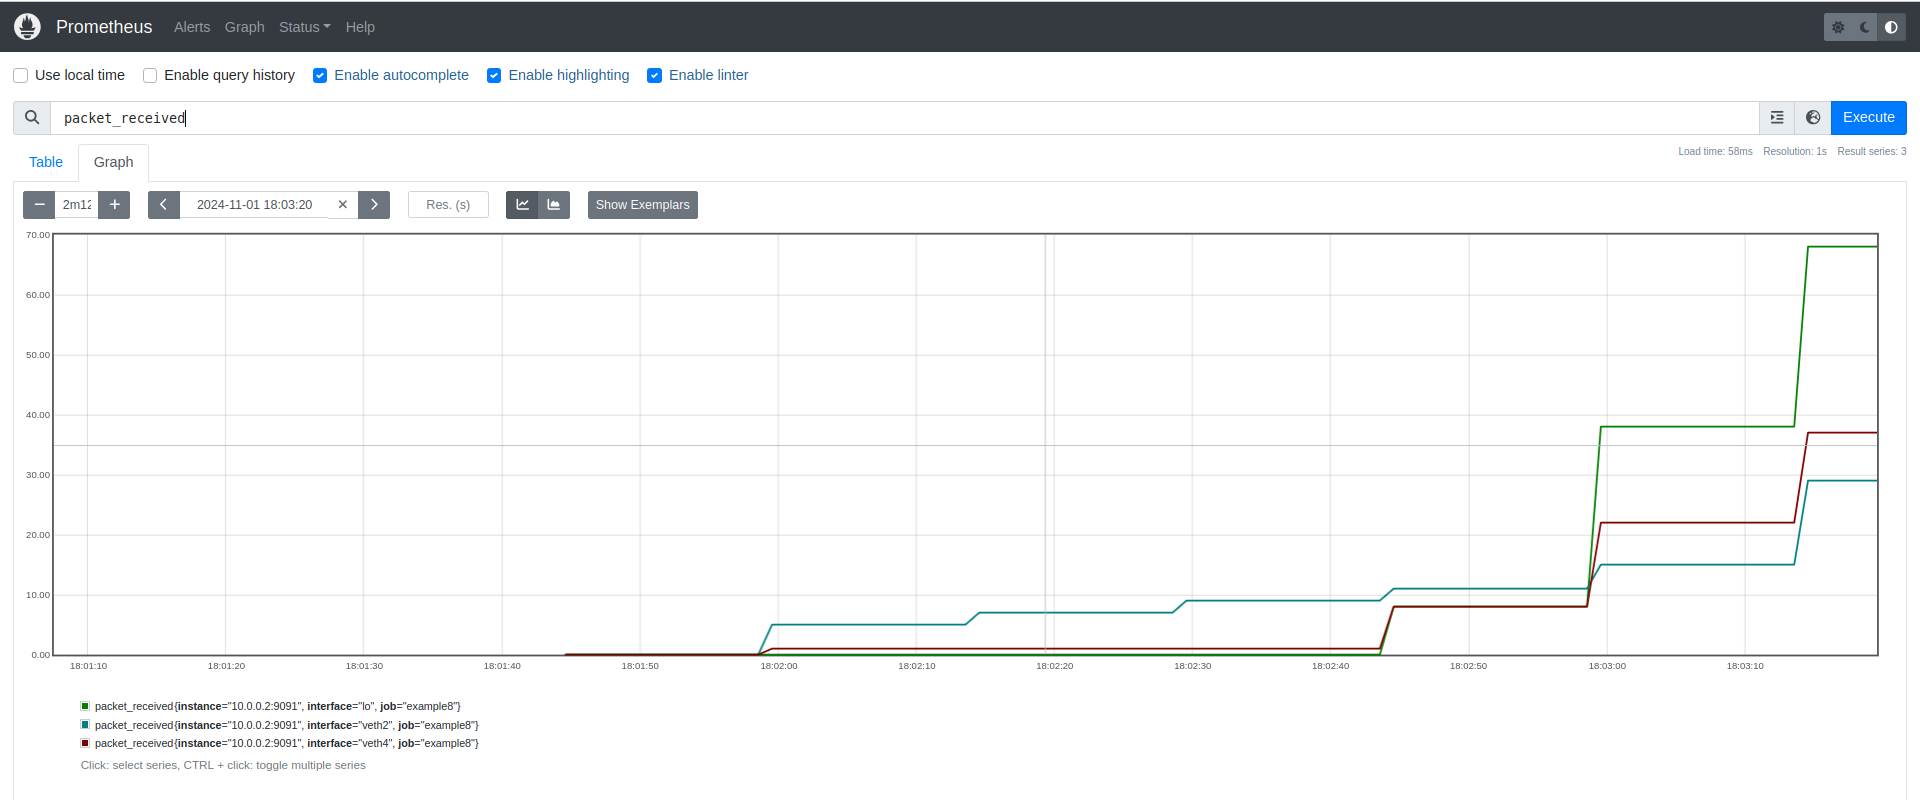 Prometheus Alerts Graph Status Help
Use local time Enable query history Enable autocomplete Enable highlighting Enable linter
packet_received Execute
Table Graph Load time: 58ms Resolution: 1s Result series: 3
2m12 2024-11-01 18:03:20 Res. (s) Show Exemplars
70.00
60.00
50.00
40.00
30.00
20.00
10.00
0.00
18:01:10 18:01:20 18:01:30 18:01:40 18:01:50 18:02:00 18:02:10 18:02:20 18:02:30 18:02:40 18:02:50 18:03:00 18:03:10
packet_received{instance="10.0.0.2:9091", interface="lo", job="example8"}
packet_received{instance="10.0.0.2:9091", interface="veth2", job="example8"}
packet_received{instance="10.0.0.2:9091", interface="veth4", job="example8"}
Click: select series, CTRL + click: toggle multiple series